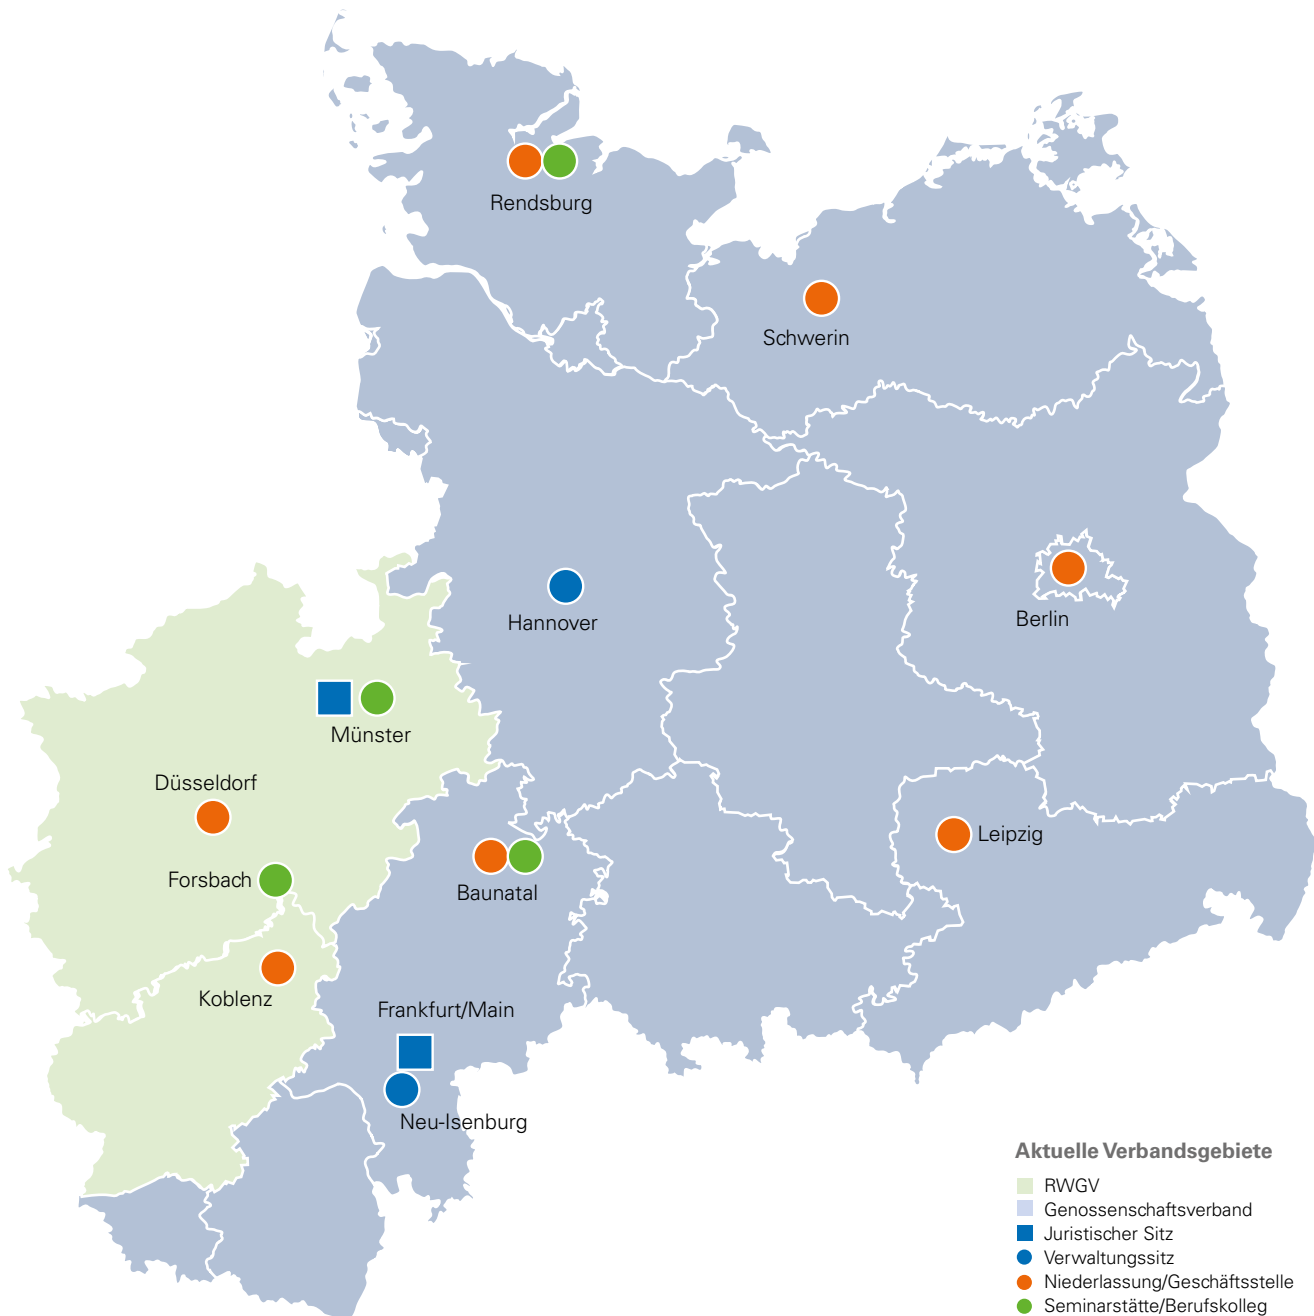 Rendsburg
Schwerin
Hannover
Berlin
Münster
Düsseldorf
Leipzig
Forsbach
Baunatal
Koblenz
Frankfurt/Main
Neu-Isenburg
Aktuelle Verbandsgebiete
RWGV
Genossenschaftsverband
Juristischer Sitz
Verwaltungssitz
Niederlassung/Geschäftsstelle
Seminarstätte/Berufskolleg